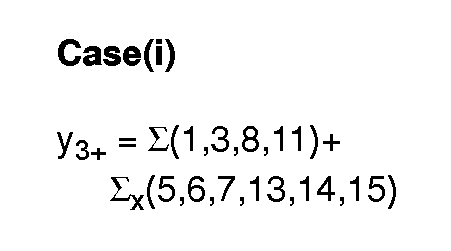 Case(i)
y₃₊ = Σ(1,3,8,11)+
Σₓ(5,6,7,13,14,15)